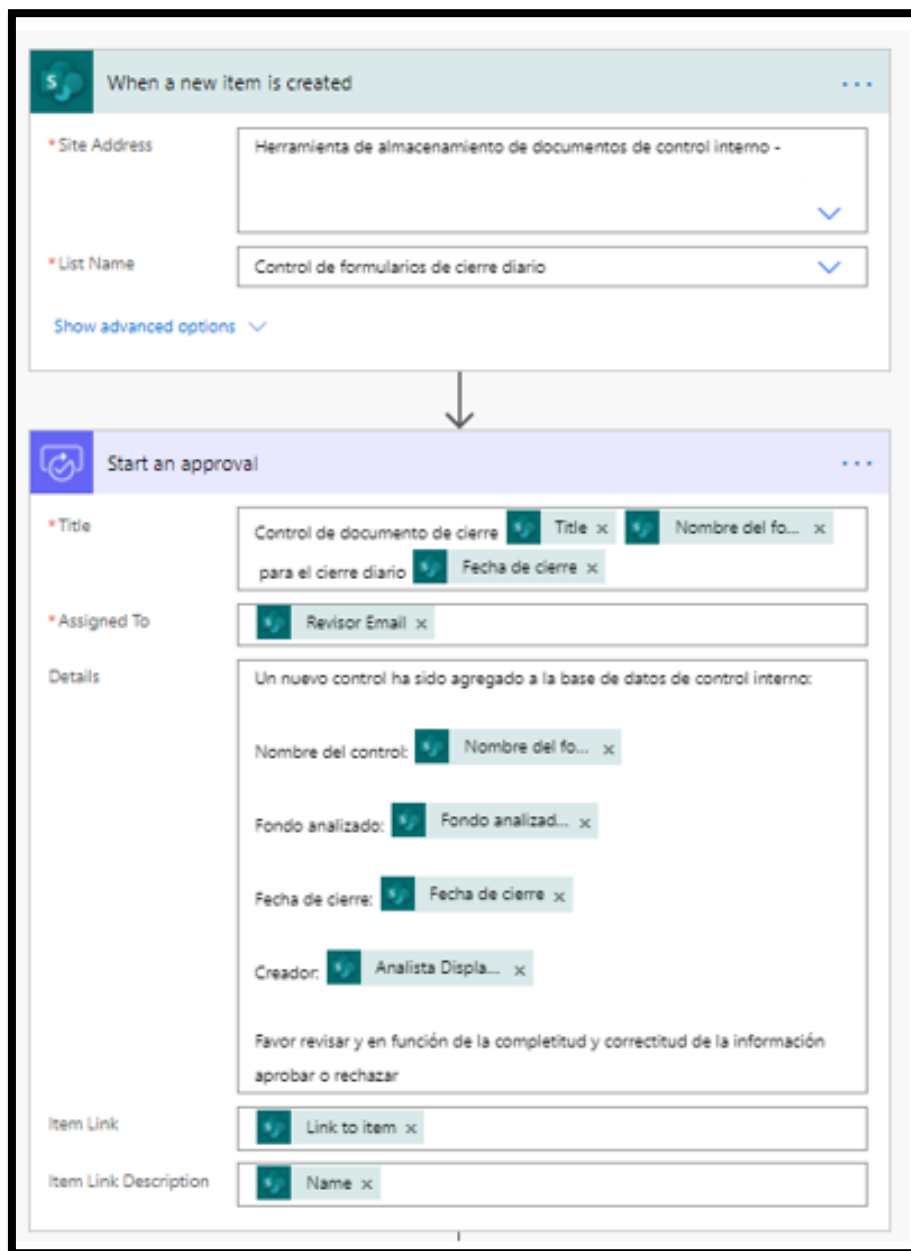 When a new item is created
* Site Address
Herramienta de almacenamiento de documentos de control interno -
* List Name
Control de formularios de cierre diario
Show advanced options
Start an approval
* Title
Control de documento de cierre Title × Nombre del fo... ×
para el cierre diario Fecha de cierre ×
* Assigned To
Revisor Email ×
Details
Un nuevo control ha sido agregado a la base de datos de control interno:
Nombre del control: Nombre del fo... ×
Fondo analizado: Fondo analizad... ×
Fecha de cierre: Fecha de cierre ×
Creador: Analista Displa... ×
Favor revisar y en función de la completitud y correctitud de la información
aprobar o rechazar
Item Link
Link to item ×
Item Link Description
Name ×